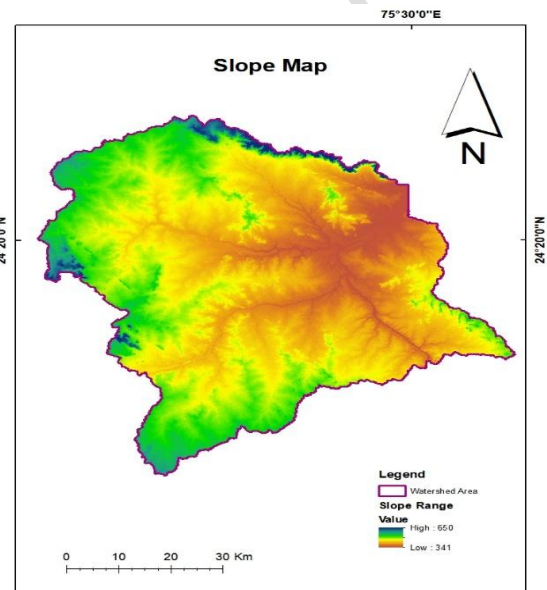 75°30'0"E
Slope Map
N
24°20'0"N
24°20'0"N
Legend
Watershed Area
Slope Range
Value
High : 650
Low : 341
0 10 20 30 Km